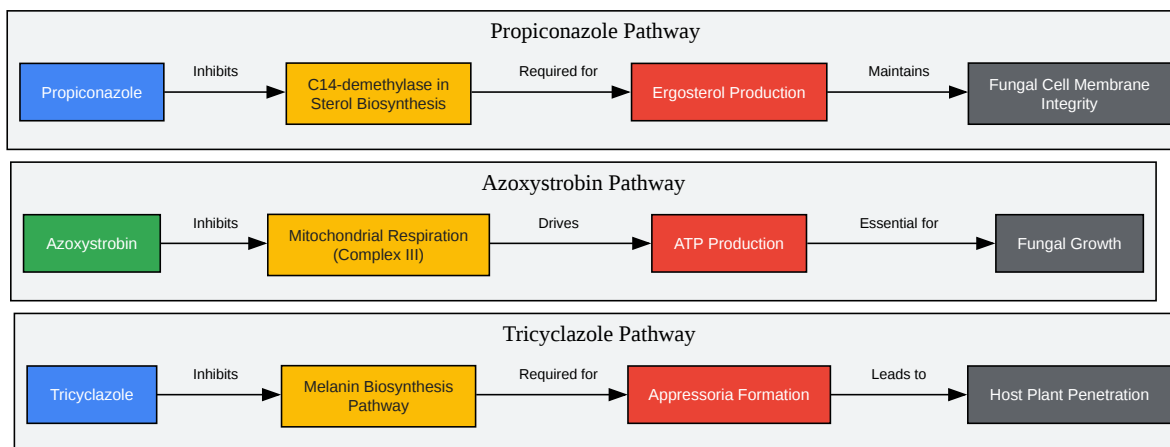 Propiconazole Pathway
Inhibits
Required for
Maintains
Propiconazole
C14-demethylase in
Sterol Biosynthesis
Ergosterol Production
Fungal Cell Membrane
Integrity
Azoxystrobin Pathway
Inhibits
Drives
Essential for
Azoxystrobin
Mitochondrial Respiration
(Complex III)
ATP Production
Fungal Growth
Tricyclazole Pathway
Inhibits
Required for
Leads to
Tricyclazole
Melanin Biosynthesis
Pathway
Appressoria Formation
Host Plant Penetration